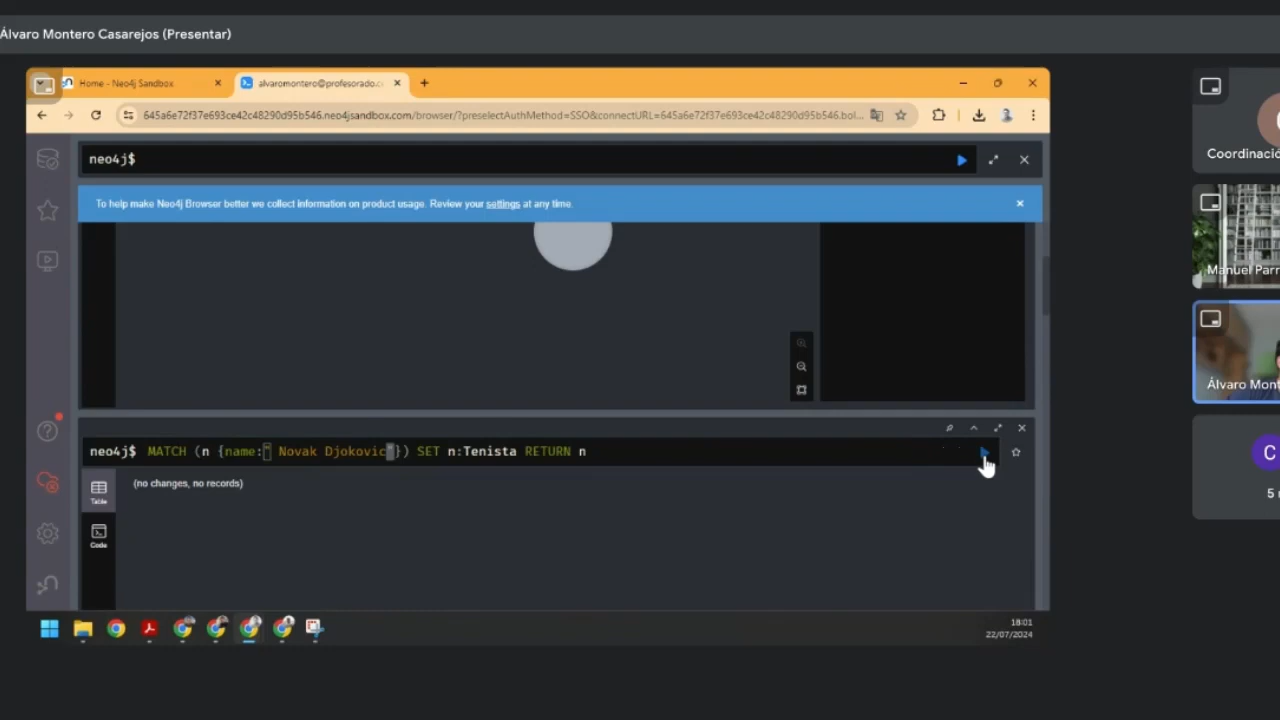 Álvaro Montero Casarejos (Presentar)
Home - Neo4j Sandbox
alvaromontero@profesorado.c
645a6e72f37e693ce42c48290d95b546.neo4jsandbox.com/browser/?preselectAuthMethod=SSO&connectURL=645a6e72f37e693ce42c48290d95b546.bol...
neo4j$
To help make Neo4j Browser better we collect information on product usage. Review your settings at any time.
neo4j$ MATCH (n {name:" Novak Djokovic"}) SET n:Tenista RETURN n
(no changes, no records)
Table
Code
18:01
22/07/2024
Coordinació
Manuel Parr
Álvaro Mont
C
5